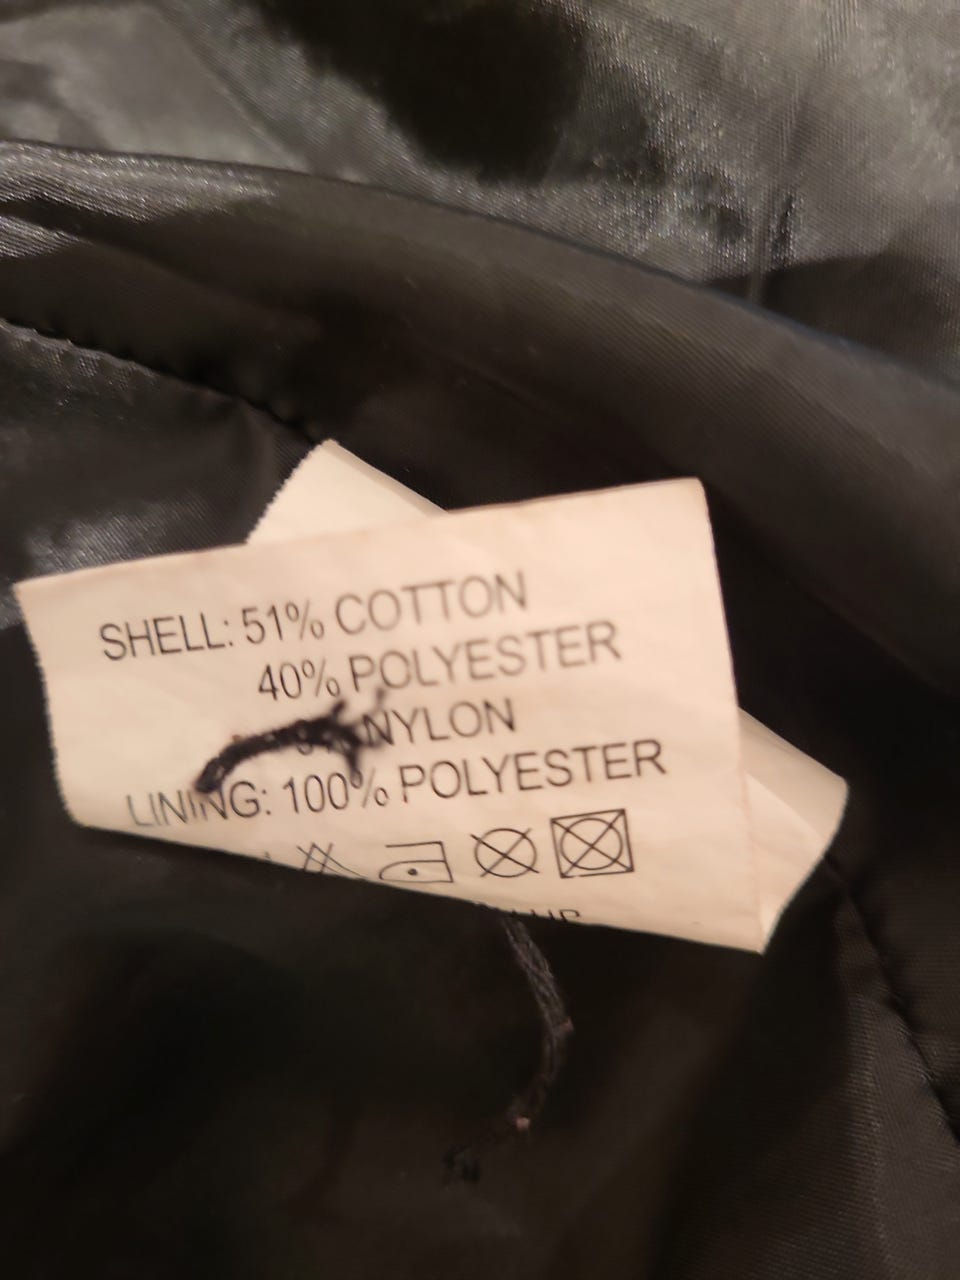 SHELL: 51% COTTON
40% POLYESTER
NYLON
LINING: 100% POLYESTER